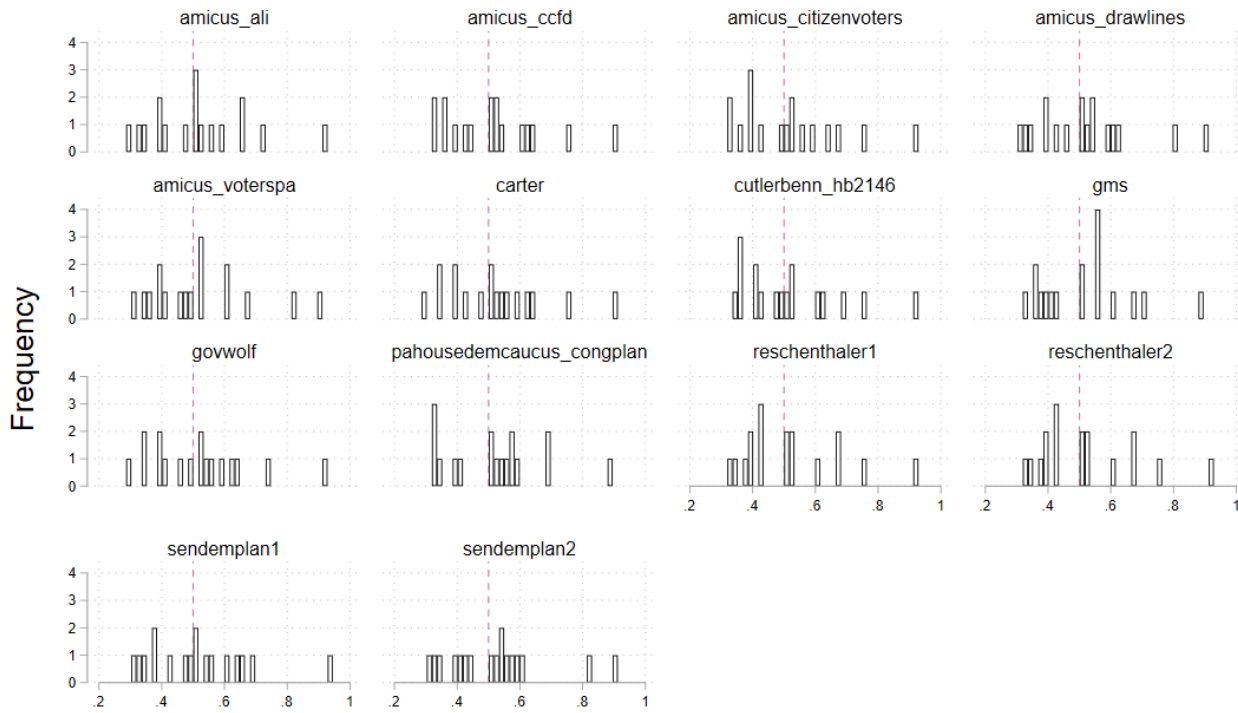 amicus_ali amicus_ccfd amicus_citizenvoters amicus_drawlines
4
3
2
1
0
amicus_voterspa carter cutlerbenn_hb2146 gms
4
3
2
1
0
govwolf pahousedemcaucus_congplan reschenthaler1 reschenthaler2
4
3
2
1
0
.2 .4 .6 .8 1 .2 .4 .6 .8 1
sendemplan1 sendemplan2
4
3
2
1
0
.2 .4 .6 .8 1 .2 .4 .6 .8 1
Frequency